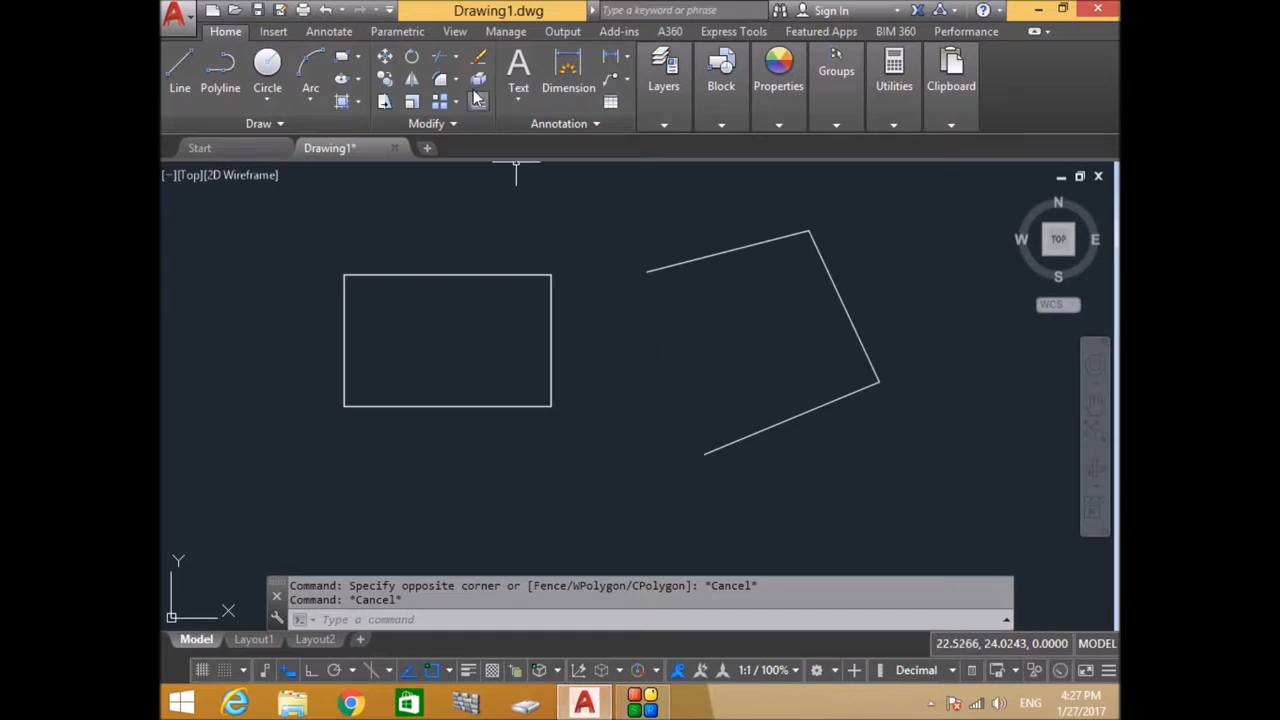 Drawing1.dwg
Type a keyword or phrase
Sign In
Home Insert Annotate Parametric View Manage Output Add-ins A360 Express Tools Featured Apps BIM 360 Performance
Line Polyline Circle Arc Text Dimension Layers Block Properties Groups Utilities Clipboard
Draw Modify Annotation
Start Drawing1*
[−][Top][2D Wireframe]
N
W TOP E
S
WCS
Y
X
Command: Specify opposite corner or [Fence/WPolygon/CPolygon]: *Cancel*
Command: *Cancel*
Type a command
Model Layout1 Layout2
22.5266, 24.0243, 0.0000 MODEL
1:1 / 100% Decimal
ENG
4:27 PM
1/27/2017